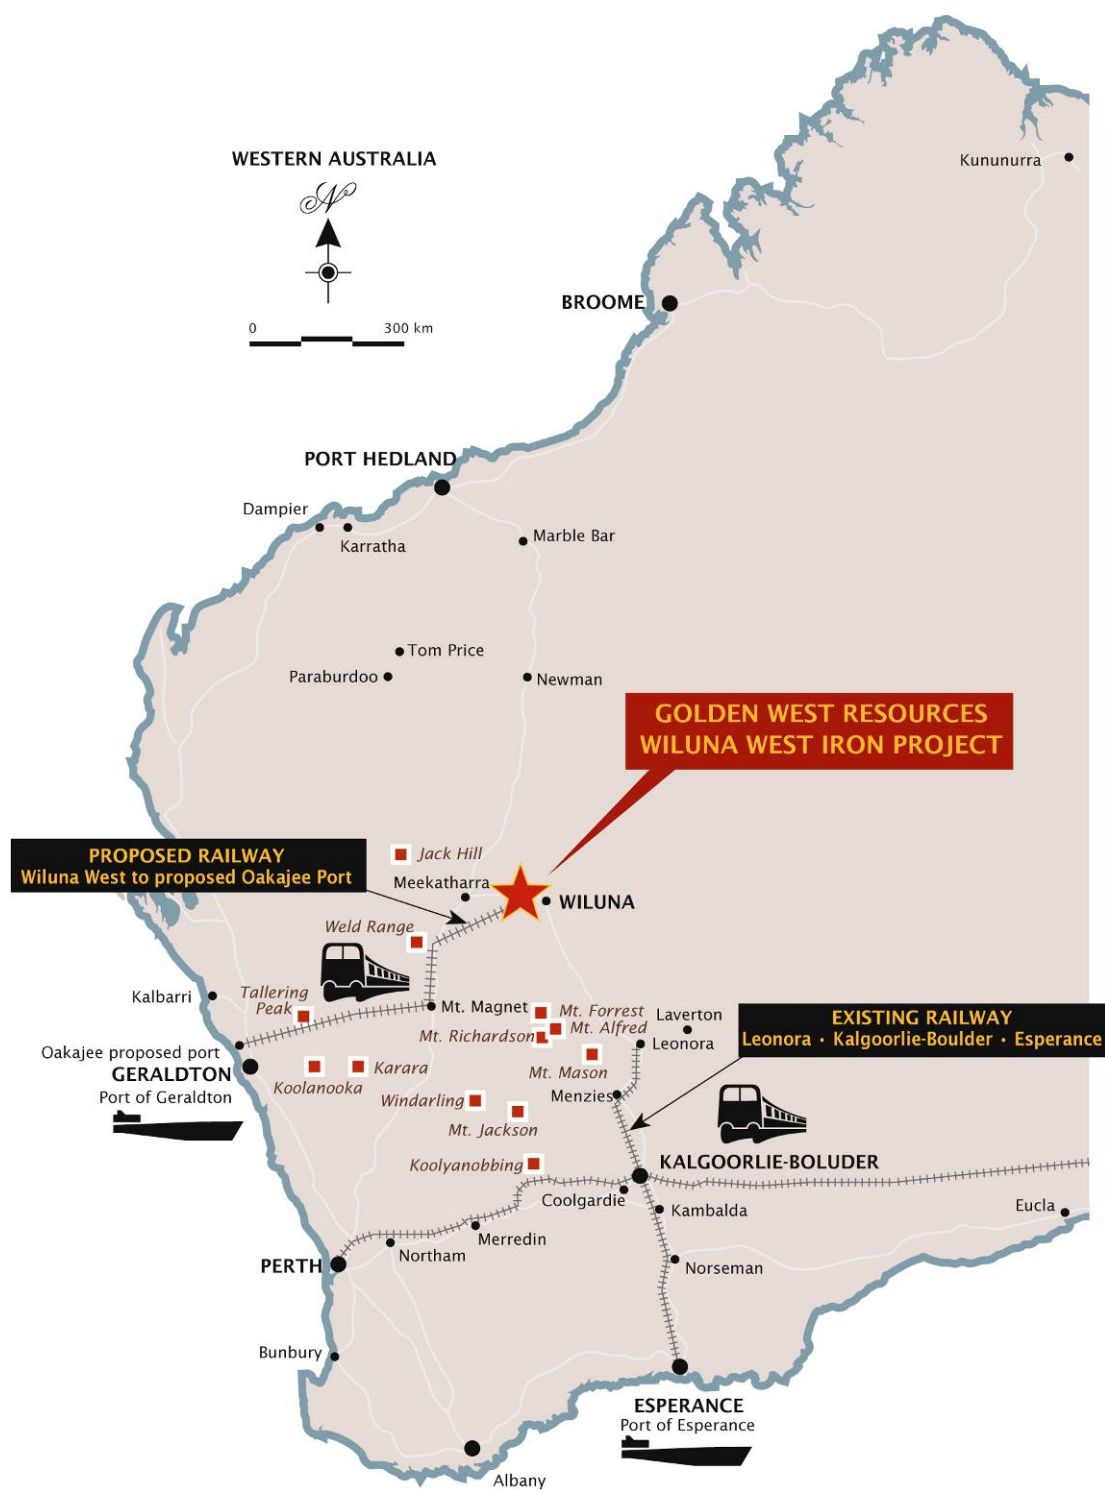 WESTERN AUSTRALIA
N
0 300 km
Kununurra
BROOME
PORT HEDLAND
Dampier
Karratha
Marble Bar
Tom Price
Paraburdoo
Newman
GOLDEN WEST RESOURCES
WILUNA WEST IRON PROJECT
PROPOSED RAILWAY
Wiluna West to proposed Oakajee Port
Jack Hill
Meekatharra
WILUNA
Weld Range
Kalbarri
Tallering
Peak
Mt. Magnet
Mt. Forrest
Mt. Alfred
Mt. Richardson
Laverton
Leonora
EXISTING RAILWAY
Leonora · Kalgoorlie-Boulder · Esperance
Oakajee proposed port
GERALDTON
Port of Geraldton
Koolanooka
Karara
Mt. Mason
Windarling
Menzies
Mt. Jackson
Koolyanobbing
KALGOORLIE-BOLUDER
Coolgardie
Kambalda
Eucla
Merredin
Northam
PERTH
Norseman
Bunbury
ESPERANCE
Port of Esperance
Albany